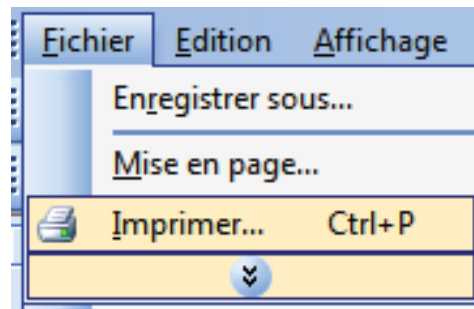 Fichier Edition Affichage
Enregistrer sous...
Mise en page...
Imprimer... Ctrl+P